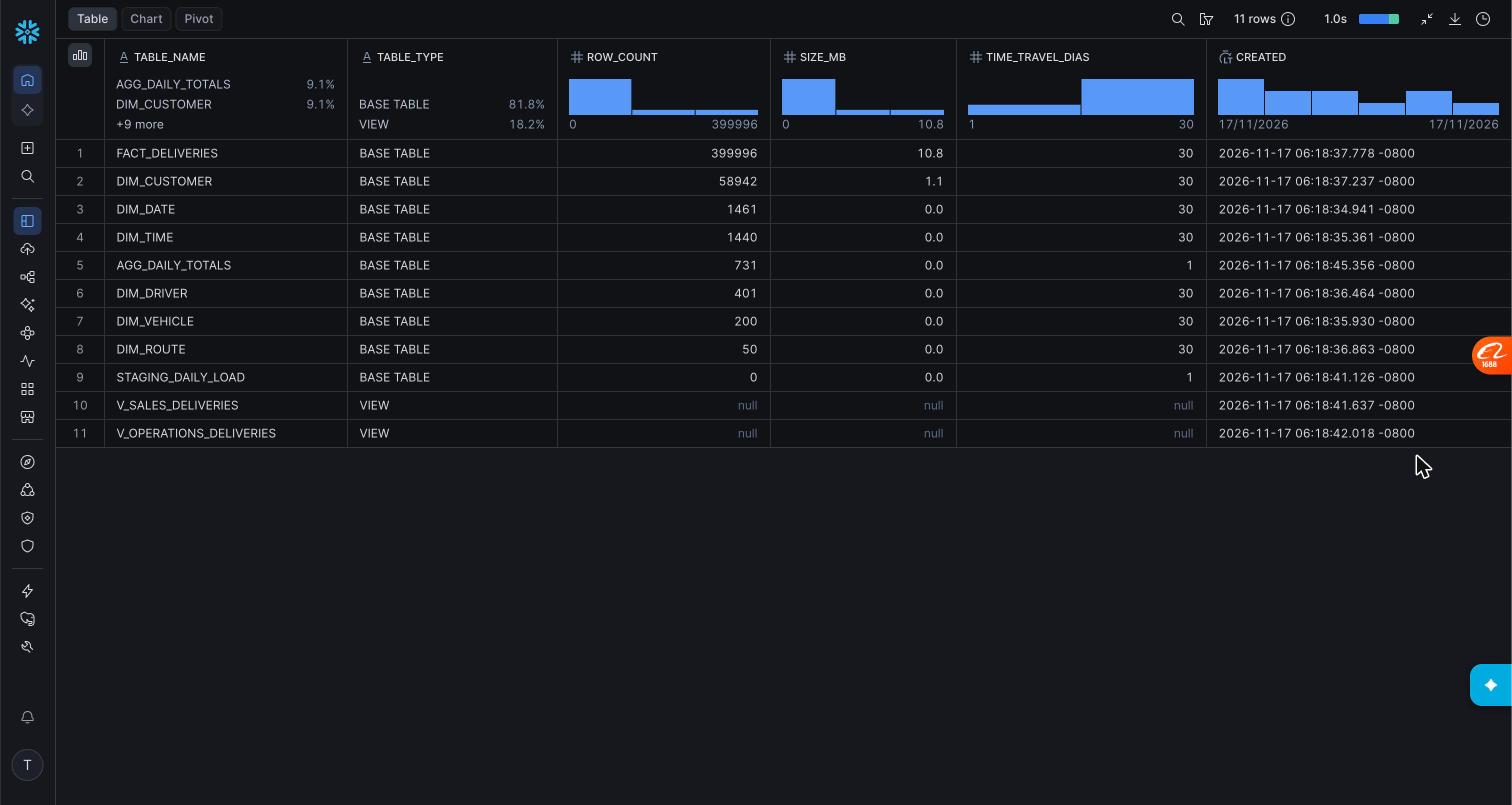 Table Chart Pivot 11 rows 1.0s
TABLE_NAME TABLE_TYPE ROW_COUNT SIZE_MB TIME_TRAVEL_DIAS CREATED
AGG_DAILY_TOTALS 9.1%
DIM_CUSTOMER 9.1% BASE TABLE 81.8%
+9 more VIEW 18.2% 0 399996 0 10.8 1 30 17/11/2026 17/11/2026
1 FACT_DELIVERIES BASE TABLE 399996 10.8 30 2026-11-17 06:18:37.778 -0800
2 DIM_CUSTOMER BASE TABLE 58942 1.1 30 2026-11-17 06:18:37.237 -0800
3 DIM_DATE BASE TABLE 1461 0.0 30 2026-11-17 06:18:34.941 -0800
4 DIM_TIME BASE TABLE 1440 0.0 30 2026-11-17 06:18:35.361 -0800
5 AGG_DAILY_TOTALS BASE TABLE 731 0.0 1 2026-11-17 06:18:45.356 -0800
6 DIM_DRIVER BASE TABLE 401 0.0 30 2026-11-17 06:18:36.464 -0800
7 DIM_VEHICLE BASE TABLE 200 0.0 30 2026-11-17 06:18:35.930 -0800
8 DIM_ROUTE BASE TABLE 50 0.0 30 2026-11-17 06:18:36.863 -0800
9 STAGING_DAILY_LOAD BASE TABLE 0 0.0 1 2026-11-17 06:18:41.126 -0800
10 V_SALES_DELIVERIES VIEW null null null 2026-11-17 06:18:41.637 -0800
11 V_OPERATIONS_DELIVERIES VIEW null null null 2026-11-17 06:18:42.018 -0800
1688
T